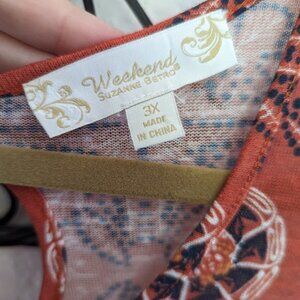 Weekend
SUZANNE BETRO
3X
MADE
IN CHINA